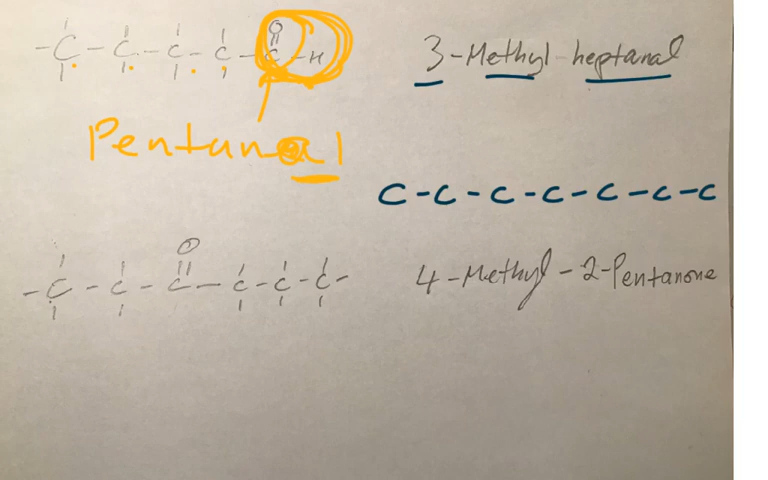 O
-C-C-C-C-C-H
3-Methyl heptanal
Pentanal
C-C-C-C-C-C-C
O
-C-C-C-C-C-C-
4-Methyl-2-Pentanone